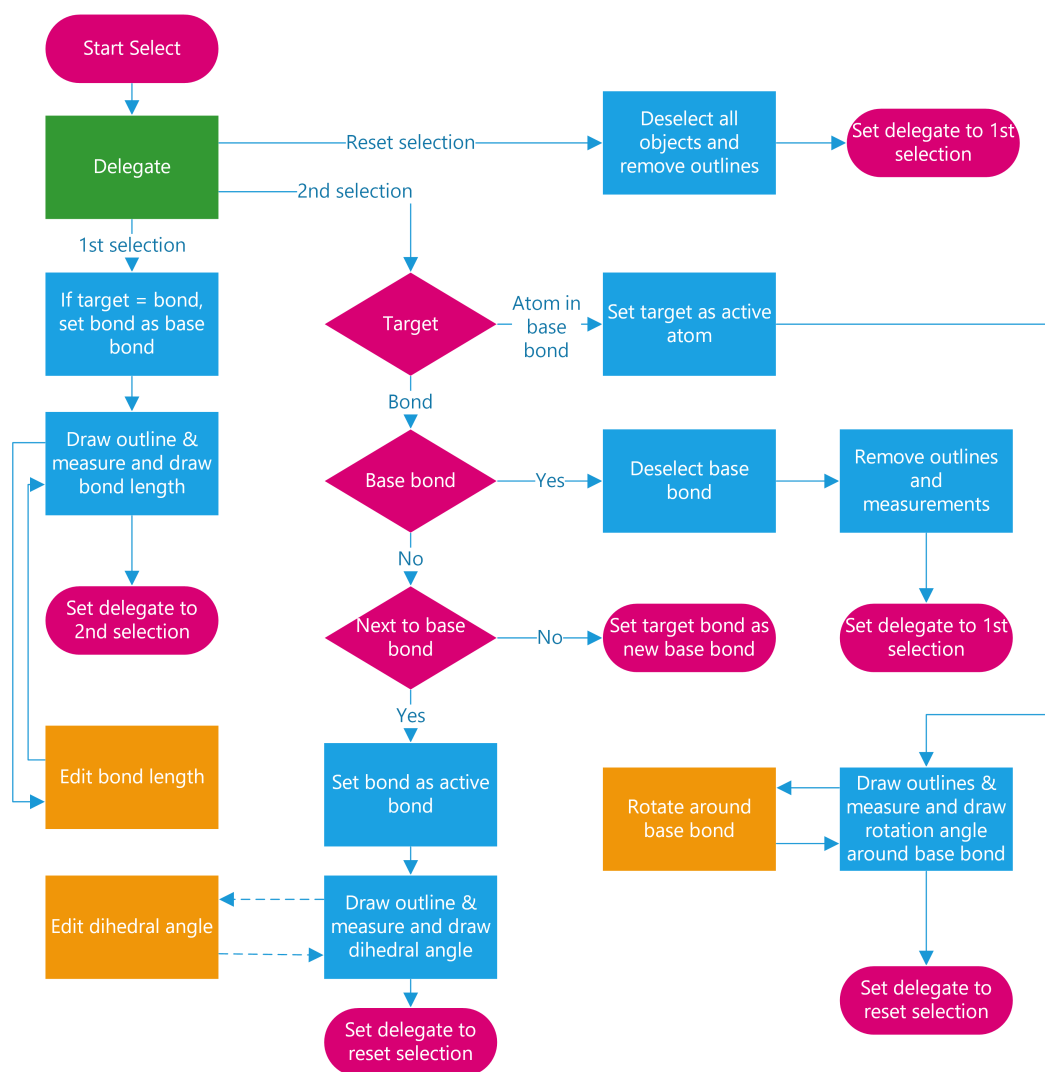 Start Select
Delegate
Reset selection
Deselect all
objects and
remove outlines
Set delegate to 1st
selection
2nd selection
1st selection
If target = bond,
set bond as base
bond
Target
Atom in
base
bond
Set target as active
atom
Bond
Draw outline &
measure and draw
bond length
Base bond
Yes
Deselect base
bond
Remove outlines
and
measurements
No
Set delegate to
2nd selection
Next to base
bond
No
Set target bond as
new base bond
Set delegate to 1st
selection
Yes
Edit bond length
Set bond as active
bond
Rotate around
base bond
Draw outlines &
measure and draw
rotation angle
around base bond
Edit dihedral angle
Draw outline &
measure and draw
dihedral angle
Set delegate to
reset selection
Set delegate to
reset selection